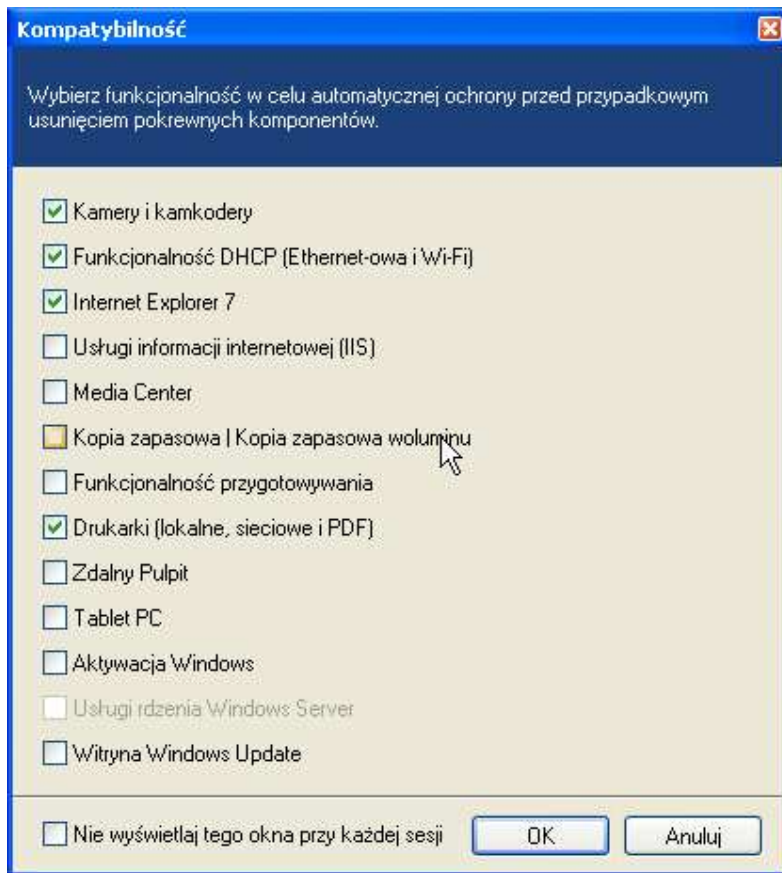 Kompatybilność
Wybierz funkcjonalność w celu automatycznej ochrony przed przypadkowym
usunięciem pokrewnych komponentów.
Kamery i kamkodery
Funkcjonalność DHCP (Ethernet-owa i Wi-Fi)
Internet Explorer 7
Usługi informacji internetowej (IIS)
Media Center
Kopia zapasowa | Kopia zapasowa woluminu
Funkcjonalność przygotowywania
Drukarki (lokalne, sieciowe i PDF)
Zdalny Pulpit
Tablet PC
Aktywacja Windows
Usługi rdzenia Windows Server
Witryna Windows Update
Nie wyświetlaj tego okna przy każdej sesji
OK
Anuluj